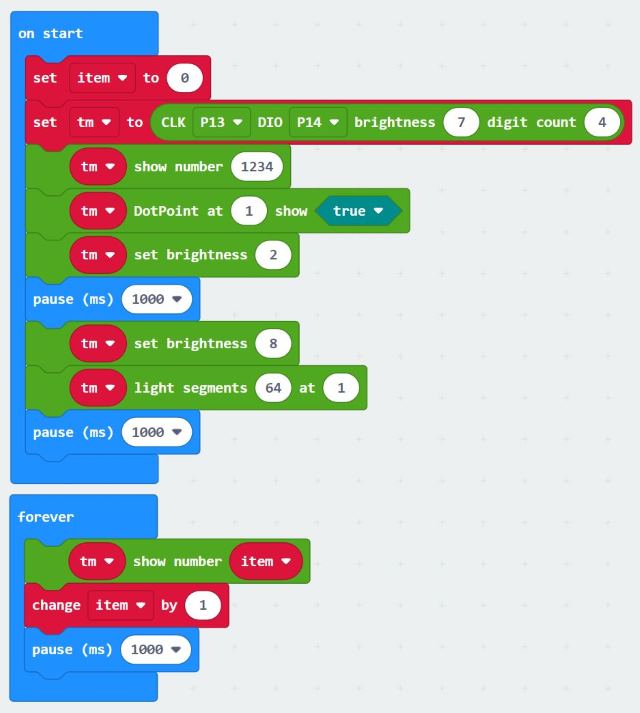 on start
set item to 0
set tm to CLK P13 DIO P14 brightness 7 digit count 4
tm show number 1234
tm DotPoint at 1 show true
tm set brightness 2
pause (ms) 1000
tm set brightness 8
tm light segments 64 at 1
pause (ms) 1000
forever
tm show number item
change item by 1
pause (ms) 1000